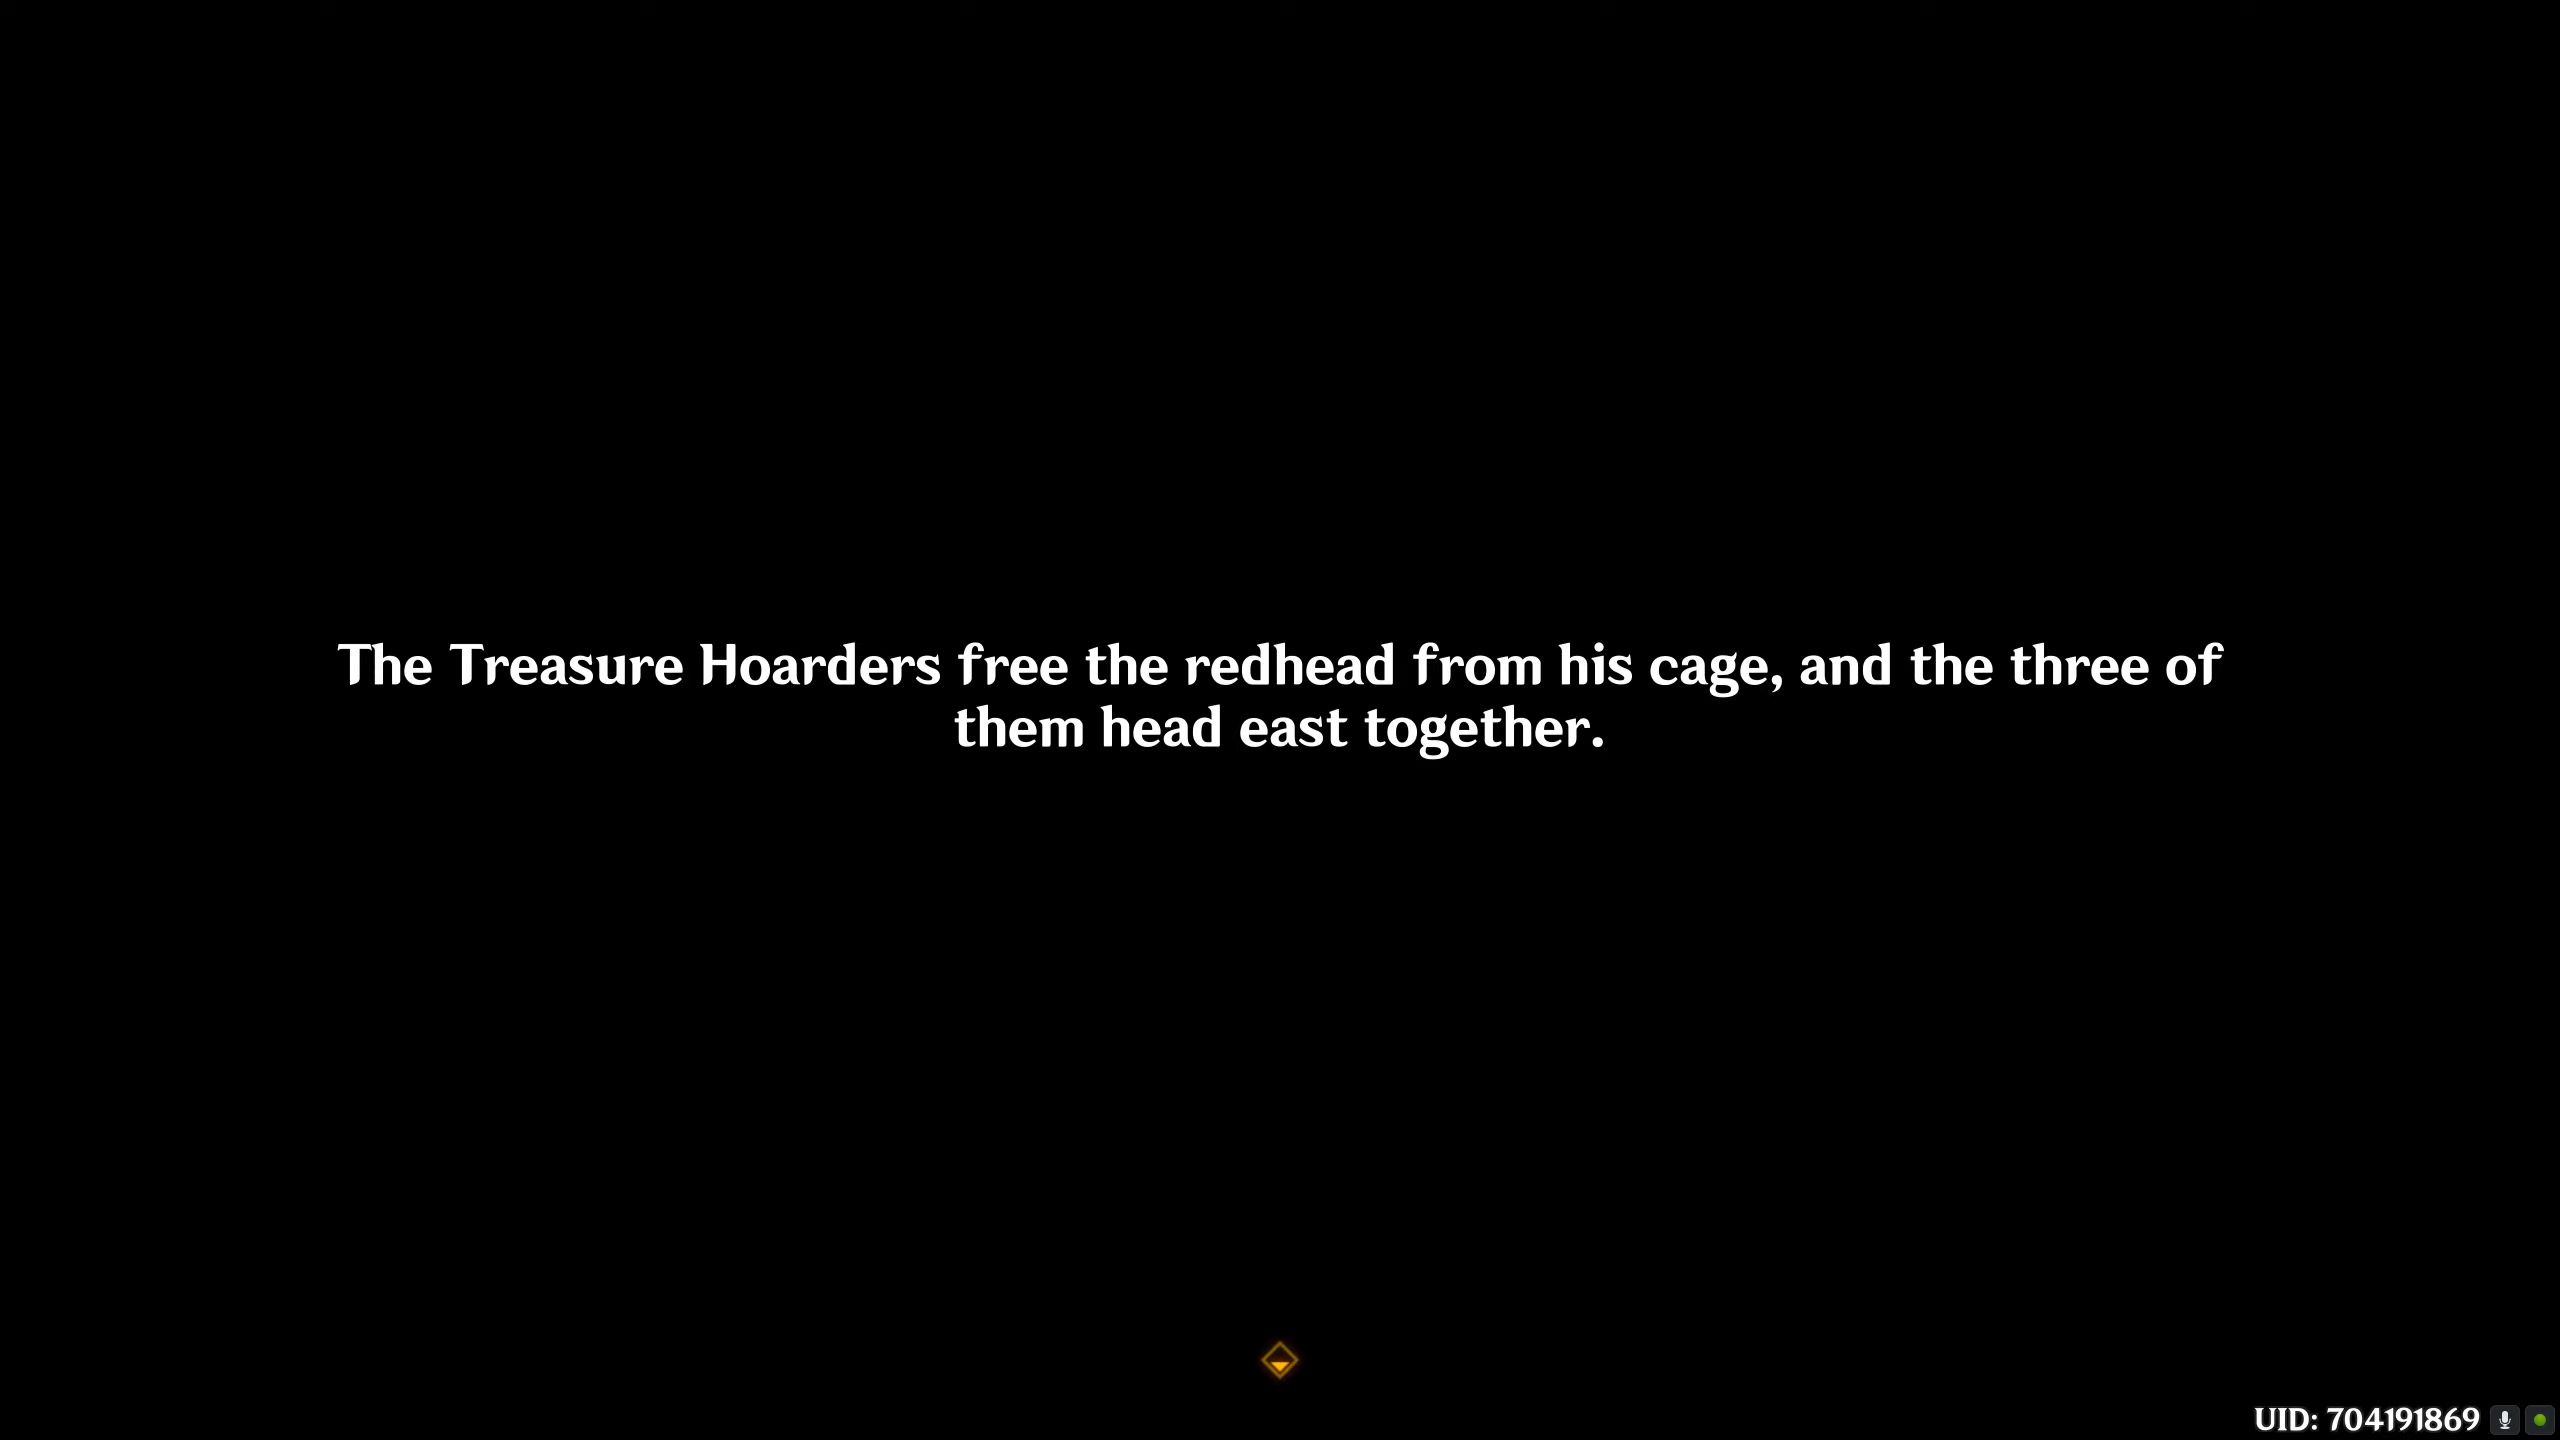 The Treasure Hoarders free the redhead from his cage, and the three of
them head east together.
UID: 704191869